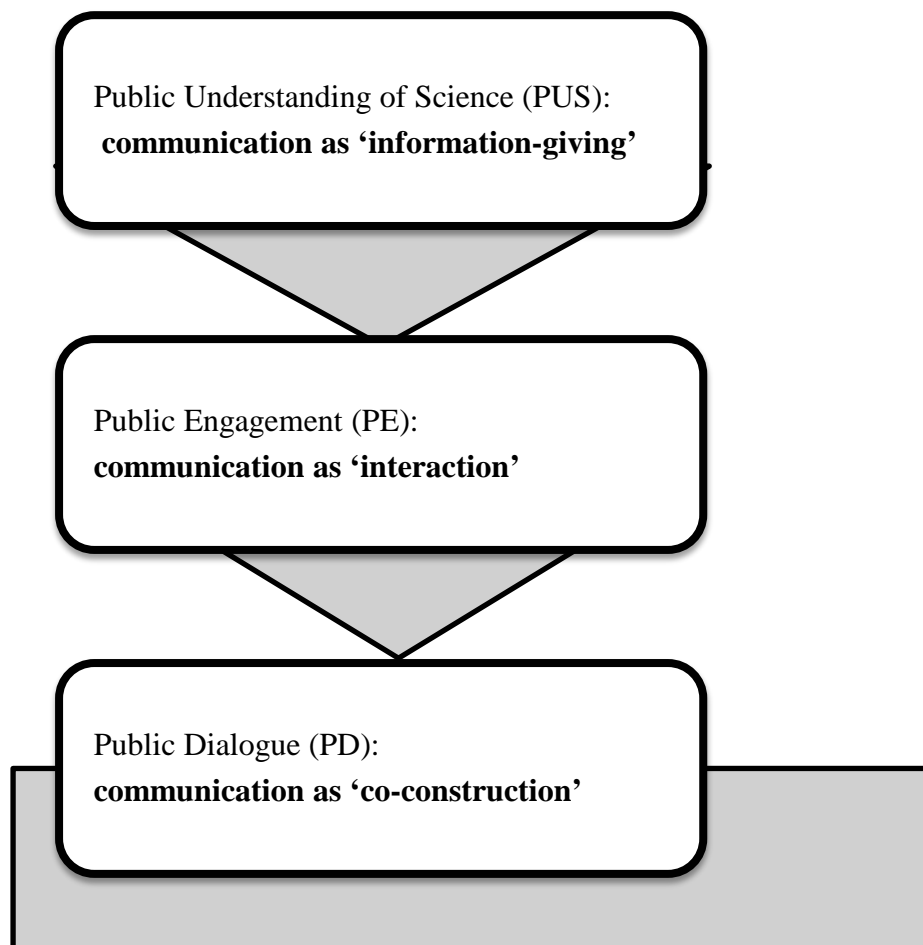 Public Understanding of Science (PUS):
communication as ‘information-giving’
Public Engagement (PE):
communication as ‘interaction’
Public Dialogue (PD):
communication as ‘co-construction’